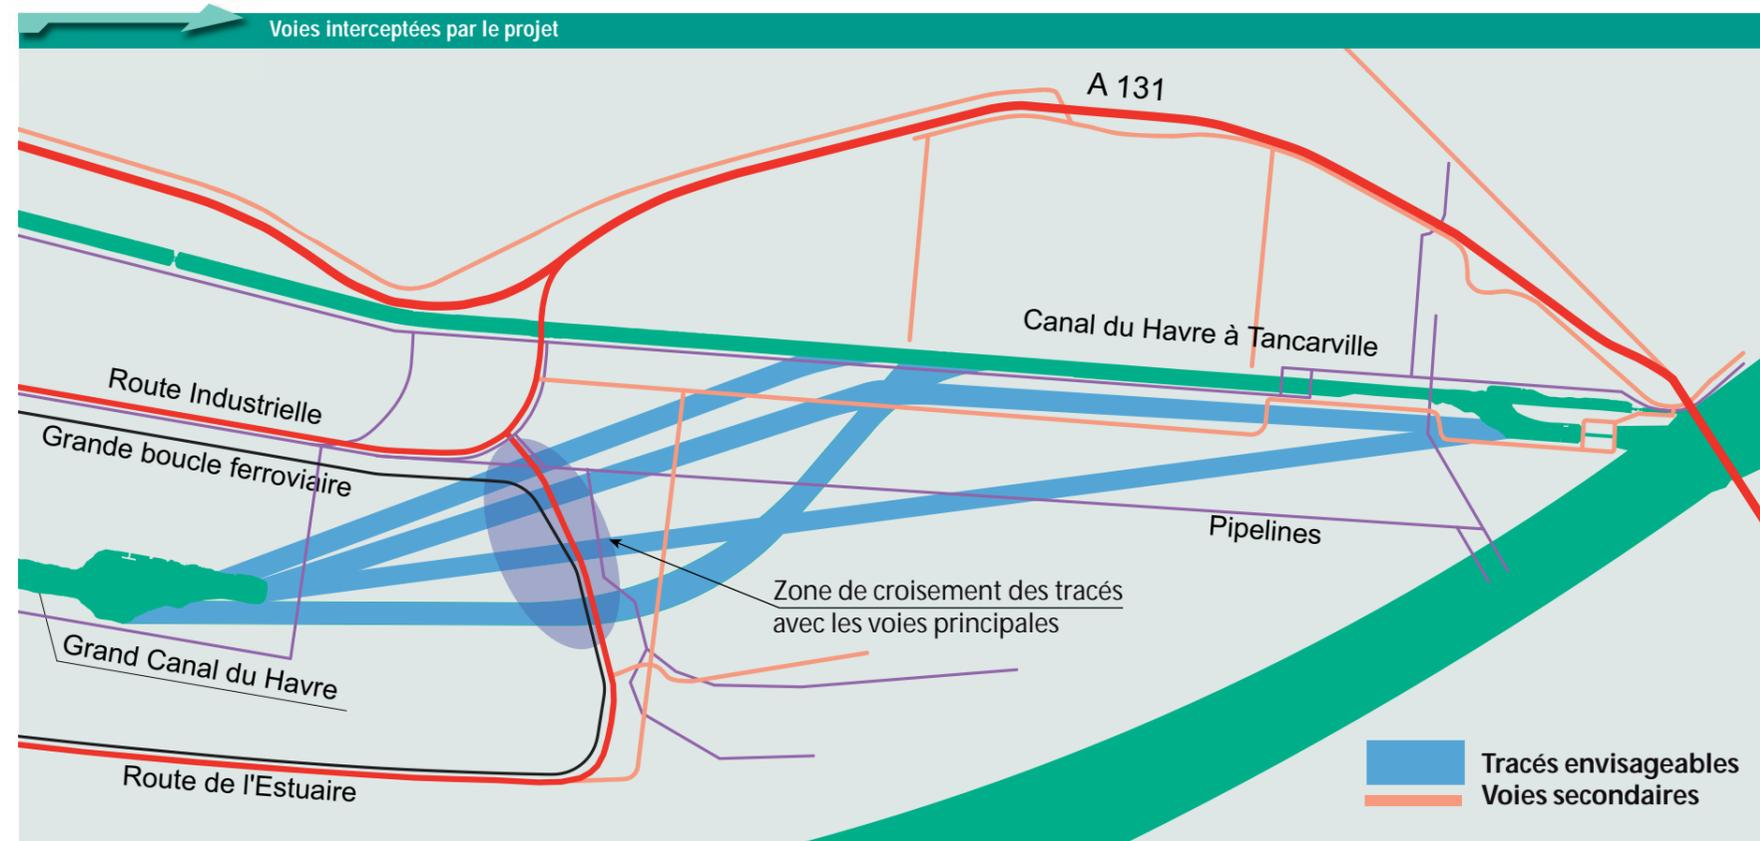 Voies interceptées par le projet
A 131
Canal du Havre à Tancarville
Route Industrielle
Grande boucle ferroviaire
Pipelines
Zone de croisement des tracés
avec les voies principales
Grand Canal du Havre
Route de l'Estuaire
Tracés envisageables
Voies secondaires